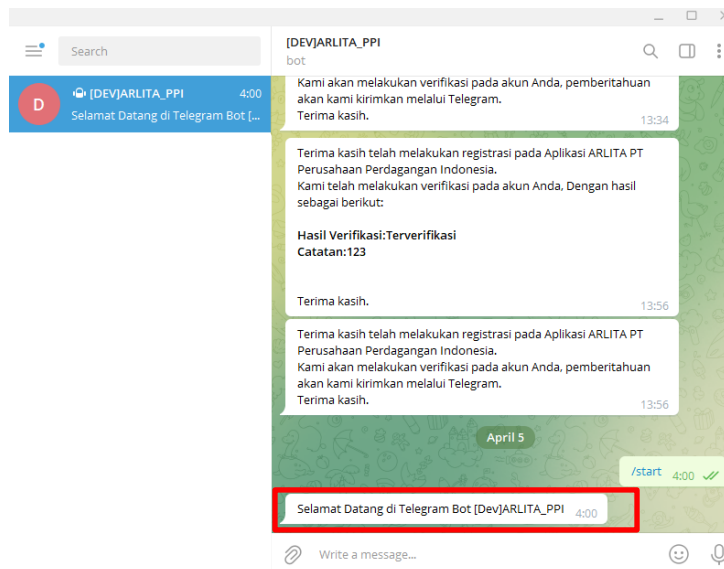 Search
D
[DEV]ARLITA_PPI 4:00
Selamat Datang di Telegram Bot [...
[DEV]ARLITA_PPI
bot
Kami akan melakukan verifikasi pada akun Anda, pemberitahuan
akan kami kirimkan melalui Telegram.
Terima kasih.
13:34
Terima kasih telah melakukan registrasi pada Aplikasi ARLITA PT
Perusahaan Perdagangan Indonesia.
Kami telah melakukan verifikasi pada akun Anda, Dengan hasil
sebagai berikut:
Hasil Verifikasi:Terverifikasi
Catatan:123
Terima kasih.
13:56
Terima kasih telah melakukan registrasi pada Aplikasi ARLITA PT
Perusahaan Perdagangan Indonesia.
Kami akan melakukan verifikasi pada akun Anda, pemberitahuan
akan kami kirimkan melalui Telegram.
Terima kasih.
13:56
April 5
/start 4:00
Selamat Datang di Telegram Bot [Dev]ARLITA_PPI 4:00
Write a message...